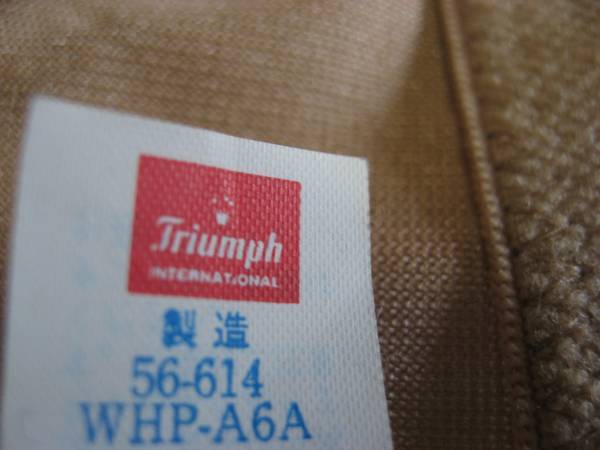 Triumph
INTERNATIONAL
製造
56-614
WHP-A6A